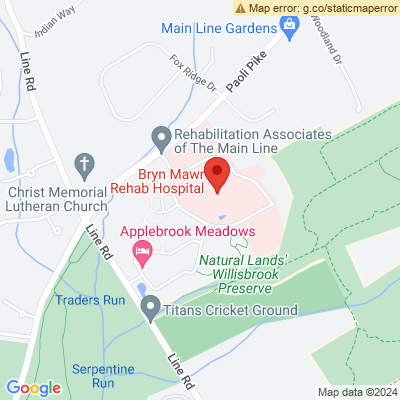 Map error: g.co/staticmaperror
Indian Way
Main Line Gardens
Woodland Dr
Line Rd
Fox Ridge Dr
Paoli Pike
Rehabilitation Associates
of The Main Line
Bryn Mawr
Rehab Hospital
Christ Memorial
Lutheran Church
Applebrook Meadows
Line Rd
Natural Lands'
Willisbrook
Preserve
Traders Run
Titans Cricket Ground
Serpentine
Run
Line Rd
Google
Map data ©2024